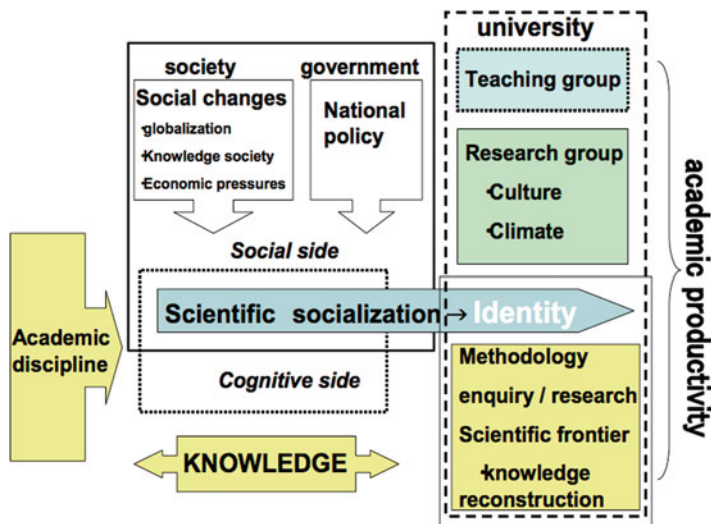 university
society
government
Teaching group
Social changes
·globalization
·Knowledge society
·Economic pressures
National
policy
Research group
·Culture
·Climate
Social side
Academic
discipline
Scientific socialization → Identity
Cognitive side
Methodology
enquiry / research
Scientific frontier
·knowledge
reconstruction
KNOWLEDGE
academic productivity